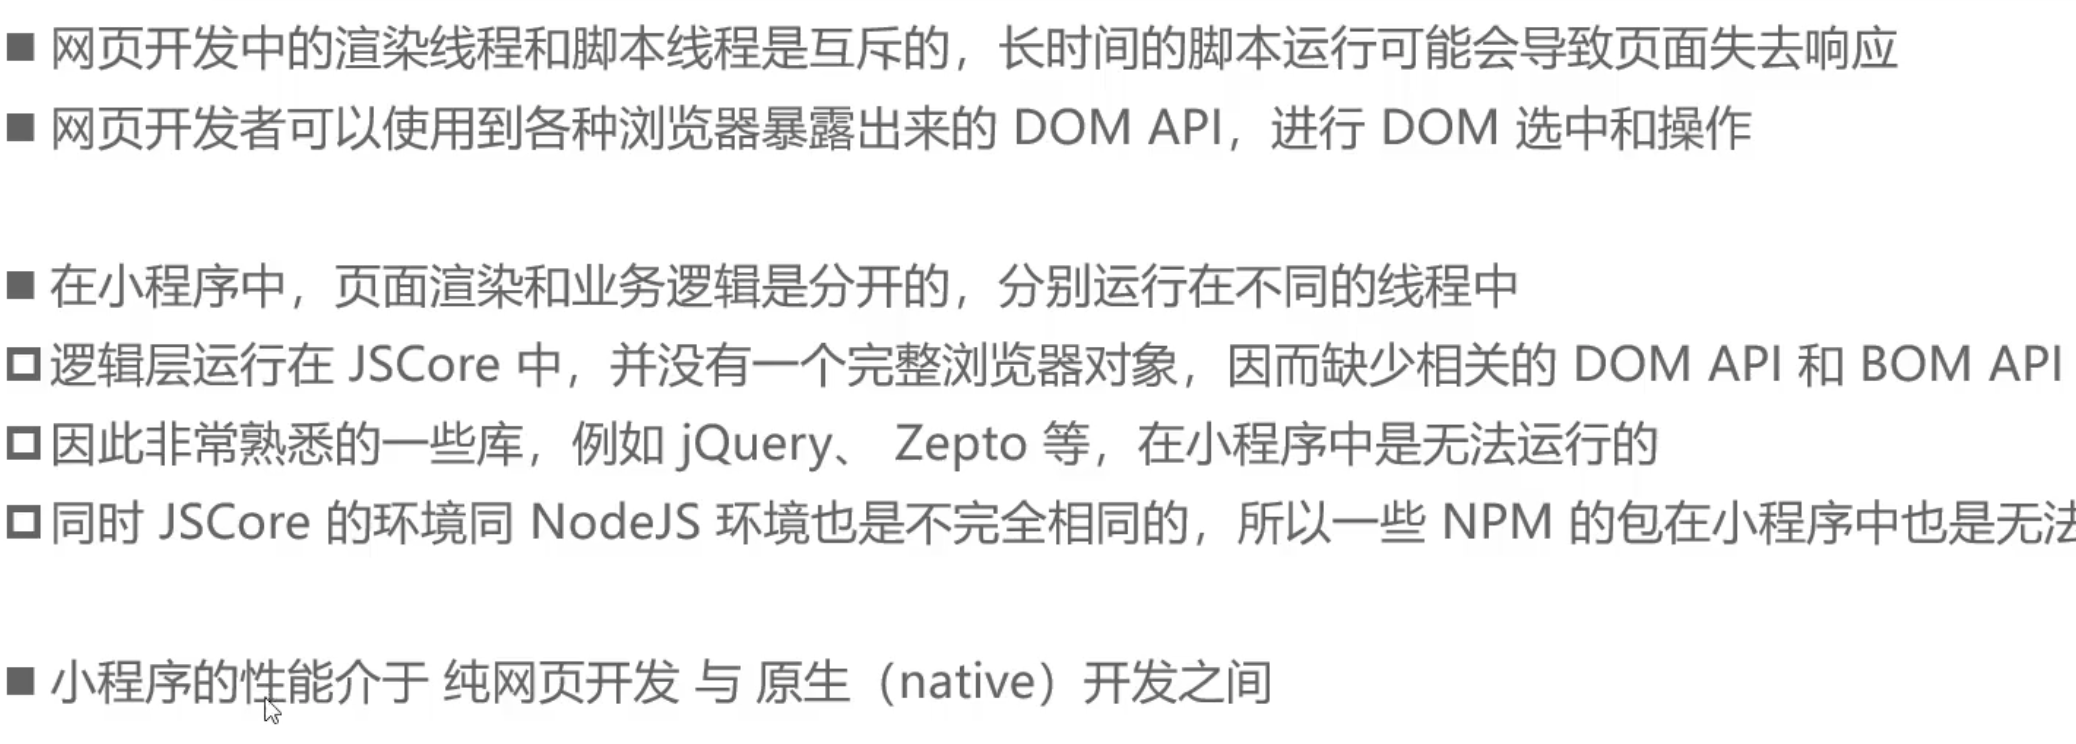 ■ 网页开发中的渲染线程和脚本线程是互斥的，长时间的脚本运行可能会导致页面失去响应
■ 网页开发者可以使用到各种浏览器暴露出来的 DOM API，进行 DOM 选中和操作
■ 在小程序中，页面渲染和业务逻辑是分开的，分别运行在不同的线程中
□ 逻辑层运行在 JSCore 中，并没有一个完整浏览器对象，因而缺少相关的 DOM API 和 BOM API
□ 因此非常熟悉的一些库，例如 jQuery、 Zepto 等，在小程序中是无法运行的
□ 同时 JSCore 的环境同 NodeJS 环境也是不完全相同的，所以一些 NPM 的包在小程序中也是无法
■ 小程序的性能介于 纯网页开发 与 原生（native）开发之间